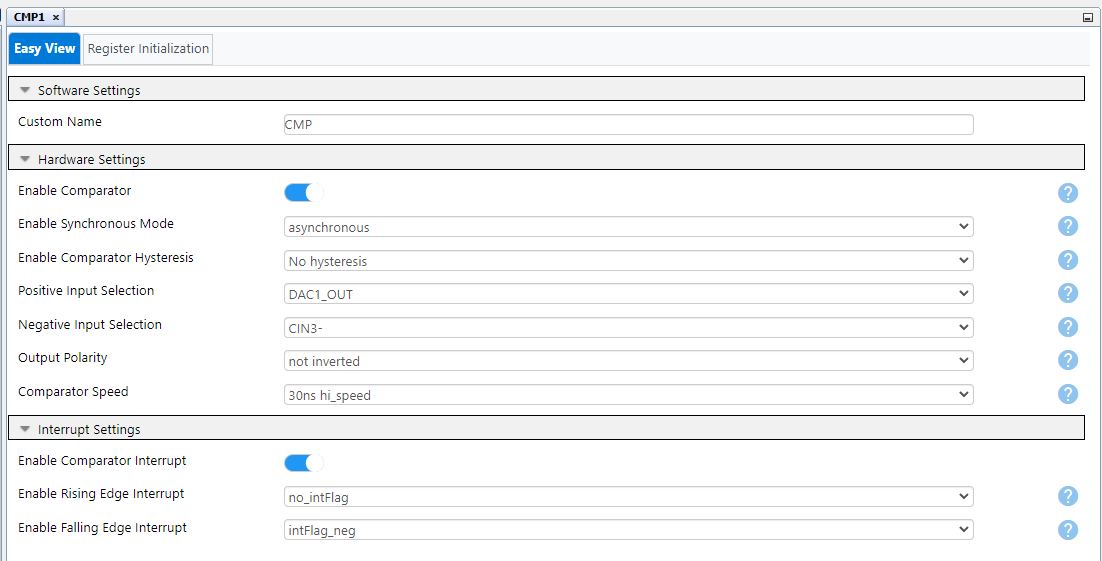 CMP1 ×
Easy View Register Initialization
Software Settings
Custom Name CMP
Hardware Settings
Enable Comparator ?
Enable Synchronous Mode asynchronous ?
Enable Comparator Hysteresis No hysteresis ?
Positive Input Selection DAC1_OUT ?
Negative Input Selection CIN3- ?
Output Polarity not inverted ?
Comparator Speed 30ns hi_speed ?
Interrupt Settings
Enable Comparator Interrupt
Enable Rising Edge Interrupt no_intFlag ?
Enable Falling Edge Interrupt intFlag_neg ?